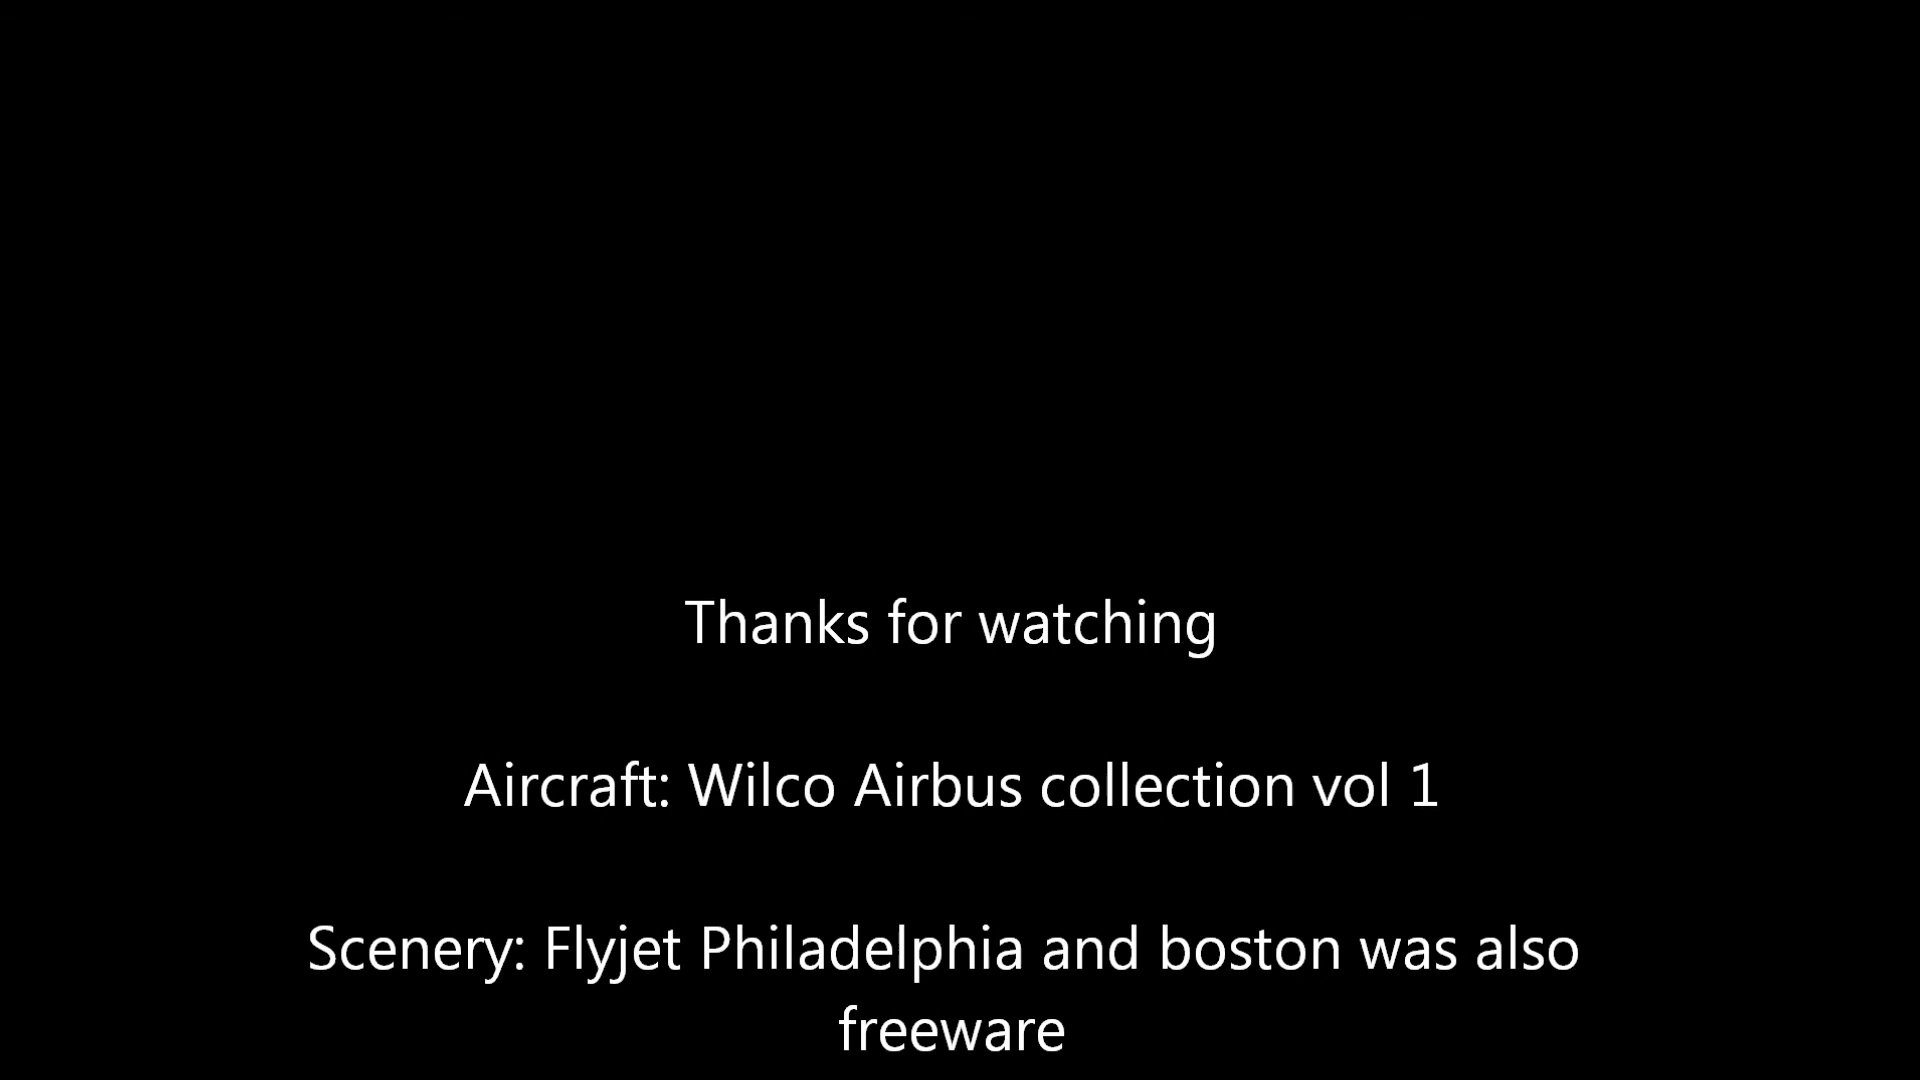 Thanks for watching
Aircraft: Wilco Airbus collection vol 1
Scenery: Flyjet Philadelphia and boston was also
freeware